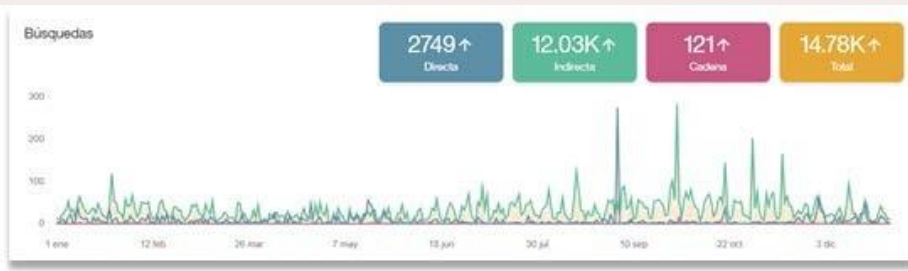 Búsquedas
2749↑
Directa
12.03K↑
Indirecta
121↑
Cadena
14.78K↑
Total
300
200
100
0
1 ene
12 feb
26 mar
7 may
18 jun
30 jul
10 sep
22 oct
3 dic